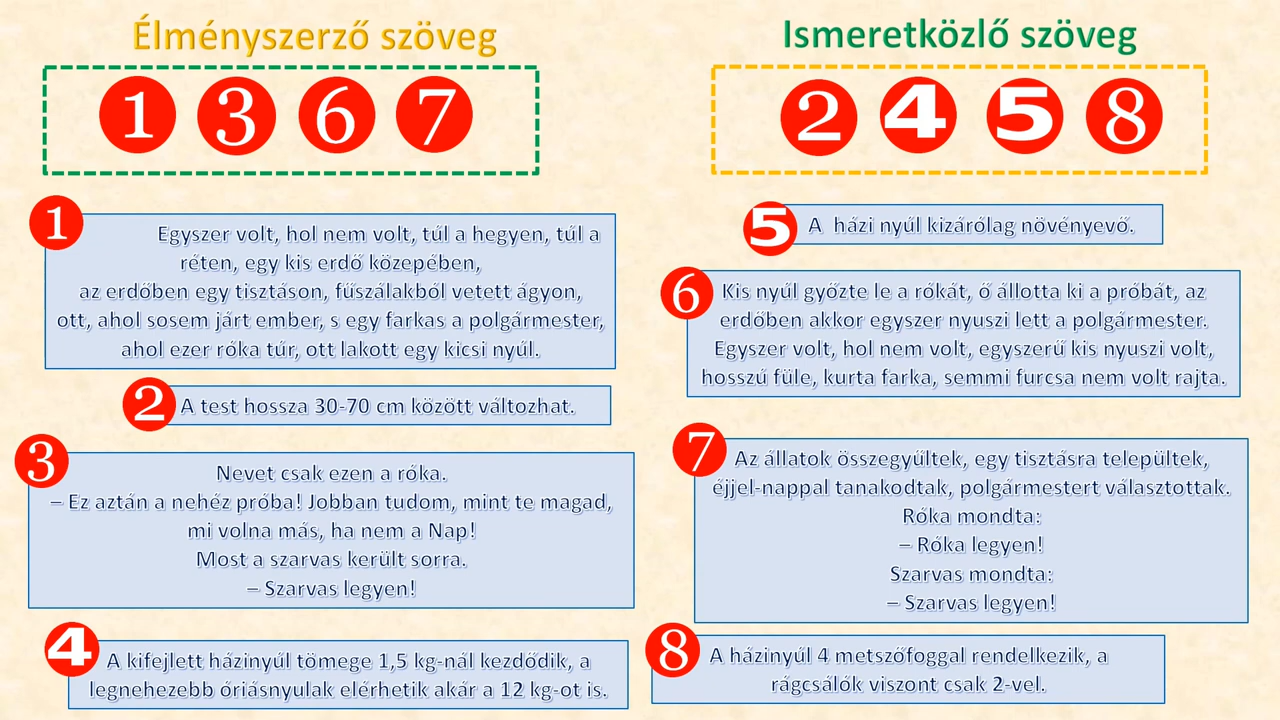 Élményszerző szöveg
1 3 6 7
1
Egyszer volt, hol nem volt, túl a hegyen, túl a
réten, egy kis erdő közepében,
az erdőben egy tisztáson, fűszálakból vetett ágyon,
ott, ahol sosem járt ember, s egy farkas a polgármester,
ahol ezer róka túr, ott lakott egy kicsi nyúl.
2
A test hossza 30-70 cm között változhat.
3
Nevet csak ezen a róka.
– Ez aztán a nehéz próba! Jobban tudom, mint te magad,
mi volna más, ha nem a Nap!
Most a szarvas került sorra.
– Szarvas legyen!
4
A kifejlett házinyúl tömege 1,5 kg-nál kezdődik, a
legnehezebb óriásnyulak elérhetik akár a 12 kg-ot is.
Ismeretközlő szöveg
2 4 5 8
5
A házi nyúl kizárólag növényevő.
6
Kis nyúl győzte le a rókát, ő állotta ki a próbát, az
erdőben akkor egyszer nyuszi lett a polgármester.
Egyszer volt, hol nem volt, egyszerű kis nyuszi volt,
hosszú füle, kurta farka, semmi furcsa nem volt rajta.
7
Az állatok összegyűltek, egy tisztásra települtek,
éjjel-nappal tanakodtak, polgármestert választottak.
Róka mondta:
– Róka legyen!
Szarvas mondta:
– Szarvas legyen!
8
A házinyúl 4 metszőfoggal rendelkezik, a
rágcsálók viszont csak 2-vel.